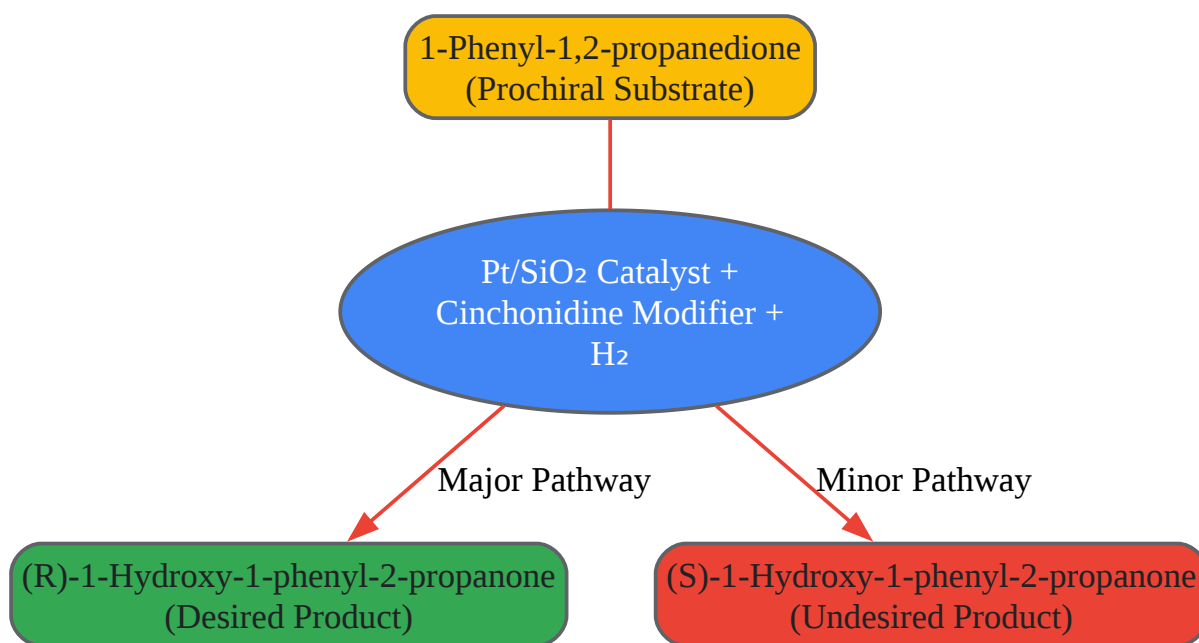 1-Phenyl-1,2-propanedione
(Prochiral Substrate)
Pt/SiO₂ Catalyst +
Cinchonidine Modifier +
H₂
Major Pathway
Minor Pathway
(R)-1-Hydroxy-1-phenyl-2-propanone
(Desired Product)
(S)-1-Hydroxy-1-phenyl-2-propanone
(Undesired Product)